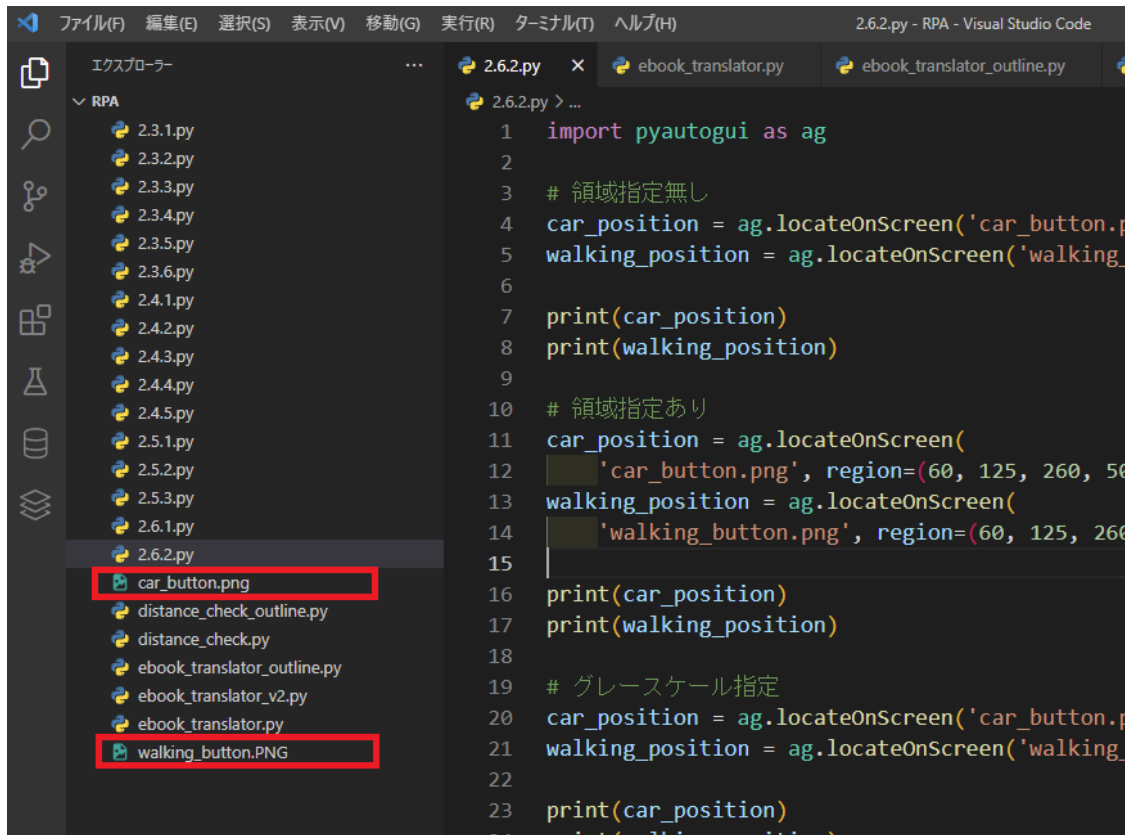 ファイル(F) 編集(E) 選択(S) 表示(V) 移動(G) 実行(R) ターミナル(T) ヘルプ(H) 2.6.2.py - RPA - Visual Studio Code
エクスプローラー ···
RPA
2.3.1.py
2.3.2.py
2.3.3.py
2.3.4.py
2.3.5.py
2.3.6.py
2.4.1.py
2.4.2.py
2.4.3.py
2.4.4.py
2.4.5.py
2.5.1.py
2.5.2.py
2.5.3.py
2.6.1.py
2.6.2.py
car_button.png
distance_check_outline.py
distance_check.py
ebook_translator_outline.py
ebook_translator_v2.py
ebook_translator.py
walking_button.PNG
2.6.2.py × ebook_translator.py ebook_translator_outline.py
2.6.2.py > ...
1 import pyautogui as ag
2
3 # 領域指定無し
4 car_position = ag.locateOnScreen('car_button.p
5 walking_position = ag.locateOnScreen('walking_
6
7 print(car_position)
8 print(walking_position)
9
10 # 領域指定あり
11 car_position = ag.locateOnScreen(
12 'car_button.png', region=(60, 125, 260, 50
13 walking_position = ag.locateOnScreen(
14 'walking_button.png', region=(60, 125, 260
15
16 print(car_position)
17 print(walking_position)
18
19 # グレースケール指定
20 car_position = ag.locateOnScreen('car_button.p
21 walking_position = ag.locateOnScreen('walking_
22
23 print(car_position)